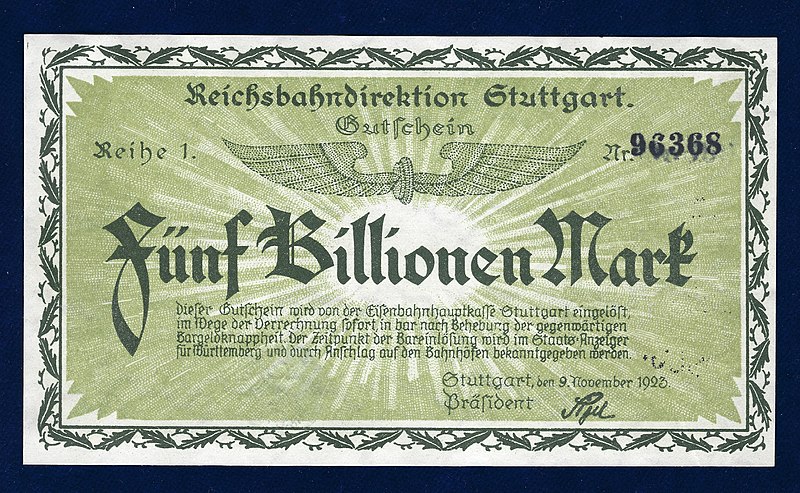 Reichsbahndirektion Stuttgart.
Gutschein
Reihe 1.
Nr. 96368
Fünf Billionen Mark
Dieser Gutschein wird von der Eisenbahnhauptkasse Stuttgart eingelöst,
im Wege der Verrechnung sofort, in bar nach Behebung der gegenwärtigen
Bargeldknappheit. Der Zeitpunkt der Bareinlösung wird im Staats-Anzeiger
für Württemberg und durch Anschlag auf den Bahnhöfen bekanntgegeben werden.
Stuttgart, den 9. November 1923.
Präsident